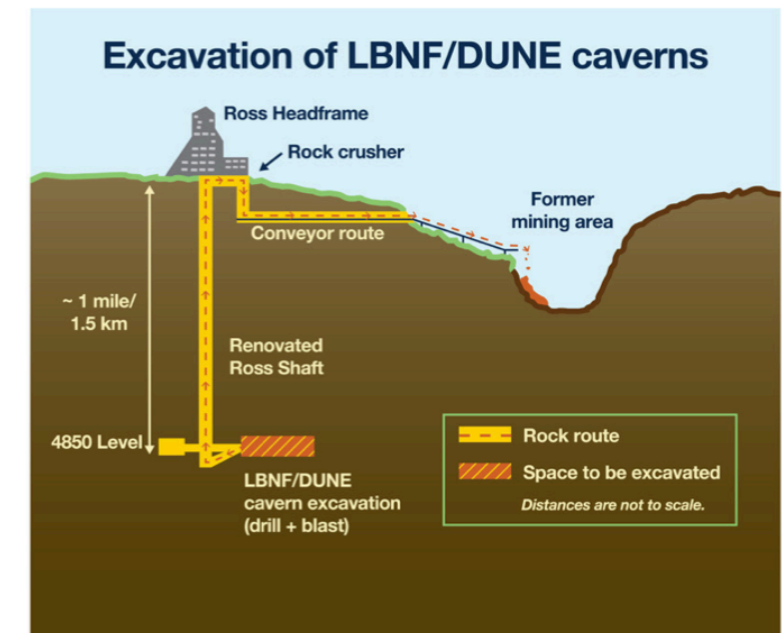 Excavation of LBNF/DUNE caverns
Ross Headframe
Rock crusher
Former
mining area
Conveyor route
~ 1 mile/
1.5 km
Renovated
Ross Shaft
4850 Level
LBNF/DUNE
cavern excavation
(drill + blast)
Rock route
Space to be excavated
Distances are not to scale.